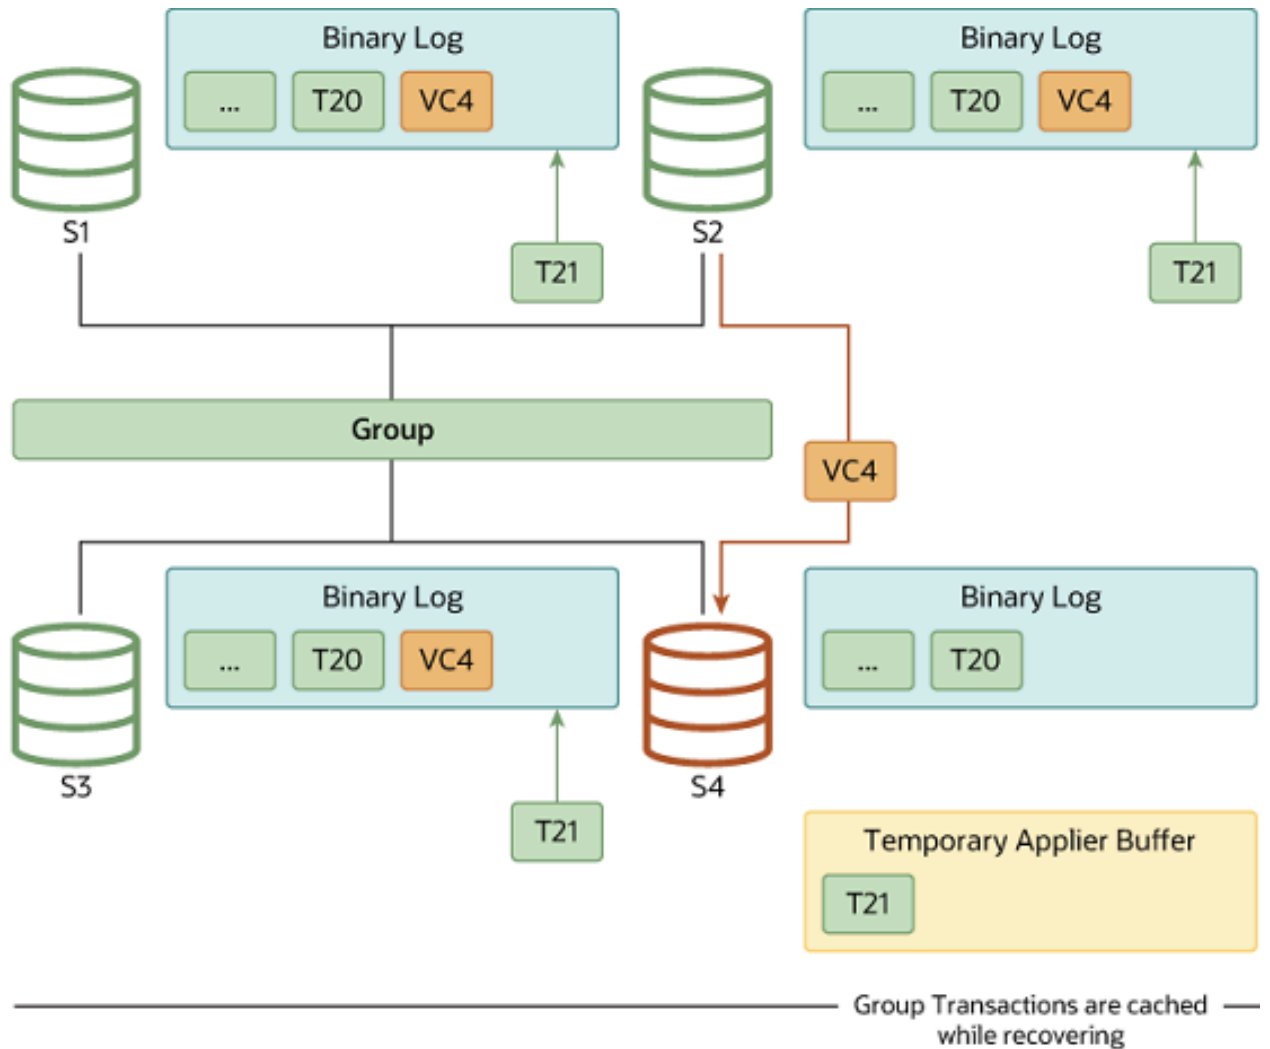 Binary Log
... T20 VC4
S1
T21
Binary Log
... T20 VC4
S2
T21
Group
VC4
Binary Log
... T20 VC4
S3
T21
Binary Log
... T20
S4
Temporary Applier Buffer
T21
Group Transactions are cached
while recovering